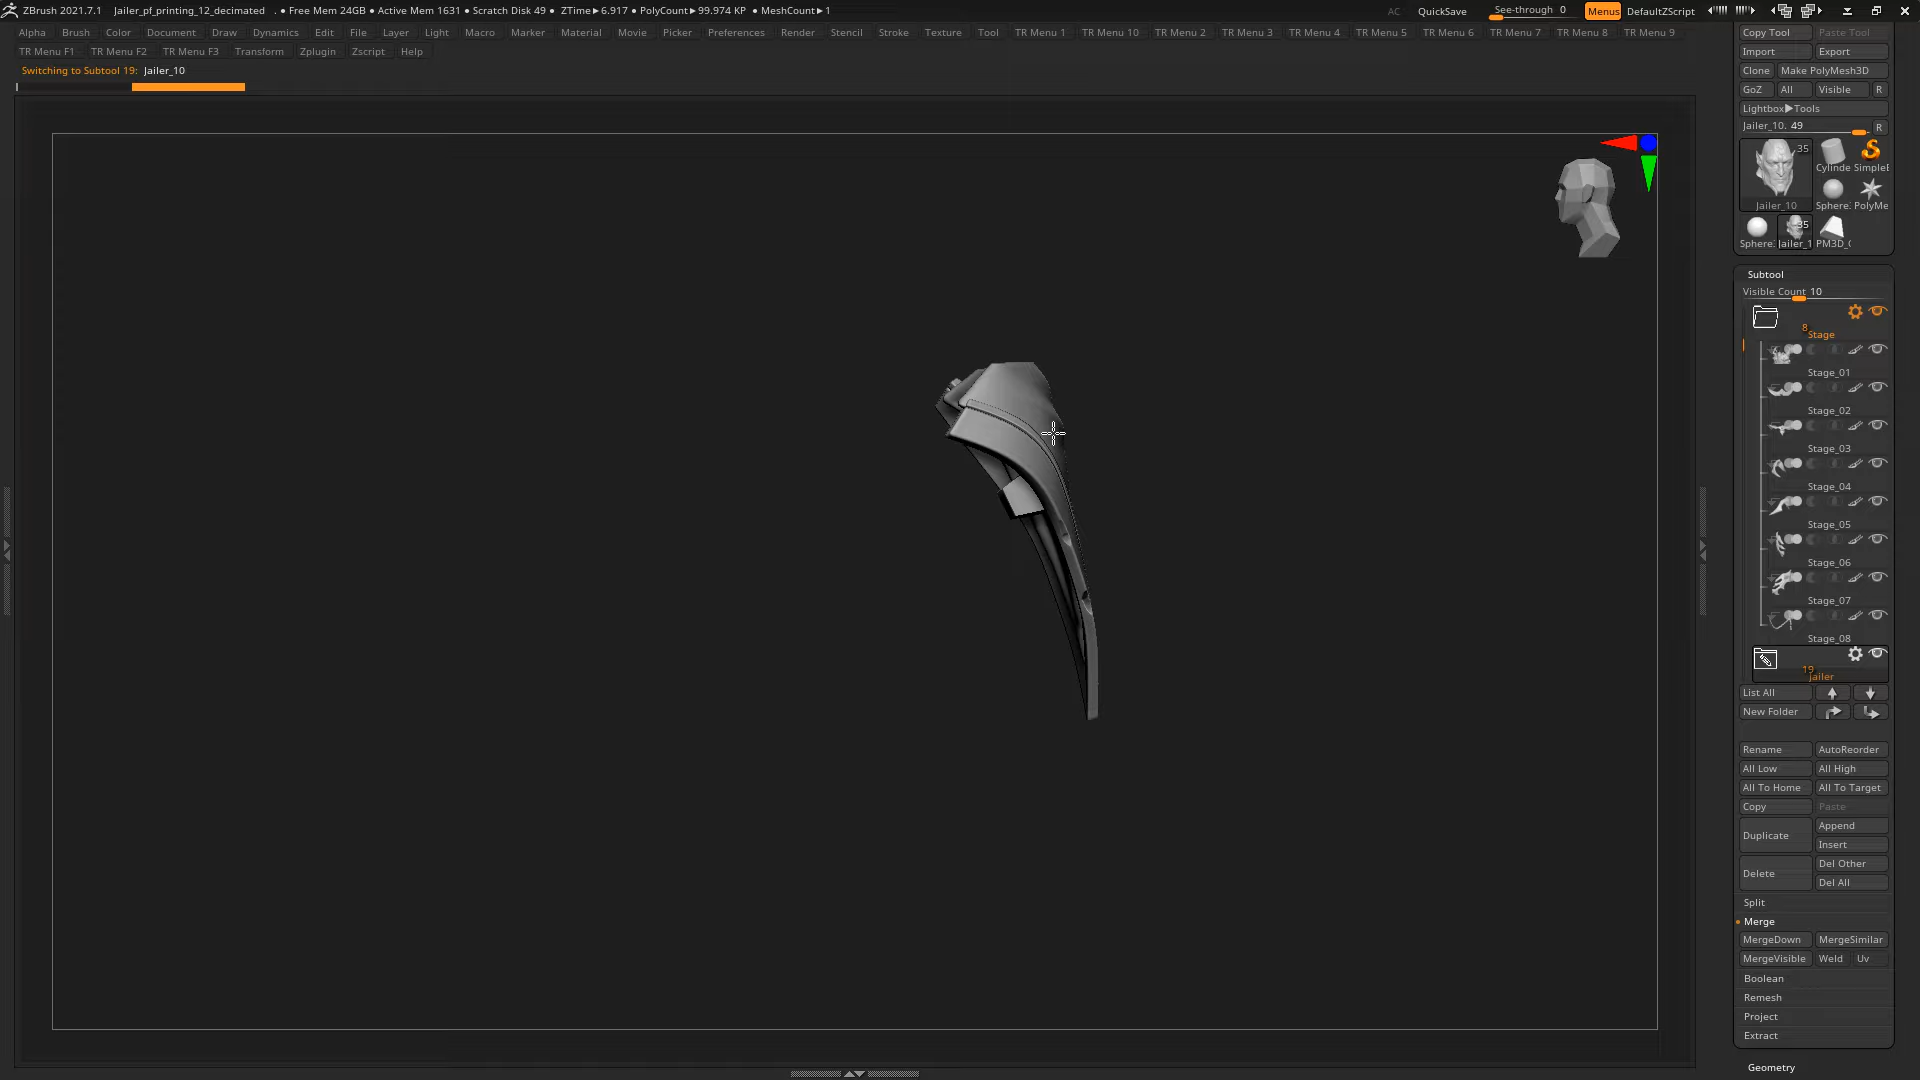 ZBrush 2021.7.1 Jailer_pf_printing_12_decimated . • Free Mem 24GB • Active Mem 1631 • Scratch Disk 49 • ZTime▶6.917 • PolyCount▶99.974 KP • MeshCount▶1 AC QuickSave See-through 0 Menus DefaultZScript
Alpha Brush Color Document Draw Dynamics Edit File Layer Light Macro Marker Material Movie Picker Preferences Render Stencil Stroke Texture Tool TR Menu 1 TR Menu 10 TR Menu 2 TR Menu 3 TR Menu 4 TR Menu 5 TR Menu 6 TR Menu 7 TR Menu 8 TR Menu 9
TR Menu F1 TR Menu F2 TR Menu F3 Transform Zplugin Zscript Help
Switching to Subtool 19: Jailer_10
Copy Tool Paste Tool
Import Export
Clone Make PolyMesh3D
GoZ All Visible R
Lightbox▶Tools
Jailer_10. 49 R
35
Cylinde SimpleE
Jailer_10 Sphere. PolyMe
35
Sphere. Jailer_1 PM3D_C
Subtool
Visible Count 10
8
Stage
Stage_01
Stage_02
Stage_03
Stage_04
Stage_05
Stage_06
Stage_07
Stage_08
19
Jailer
List All
New Folder
Rename AutoReorder
All Low All High
All To Home All To Target
Copy Paste
Duplicate Append
Insert
Delete Del Other
Del All
Split
Merge
MergeDown MergeSimilar
MergeVisible Weld Uv
Boolean
Remesh
Project
Extract
Geometry